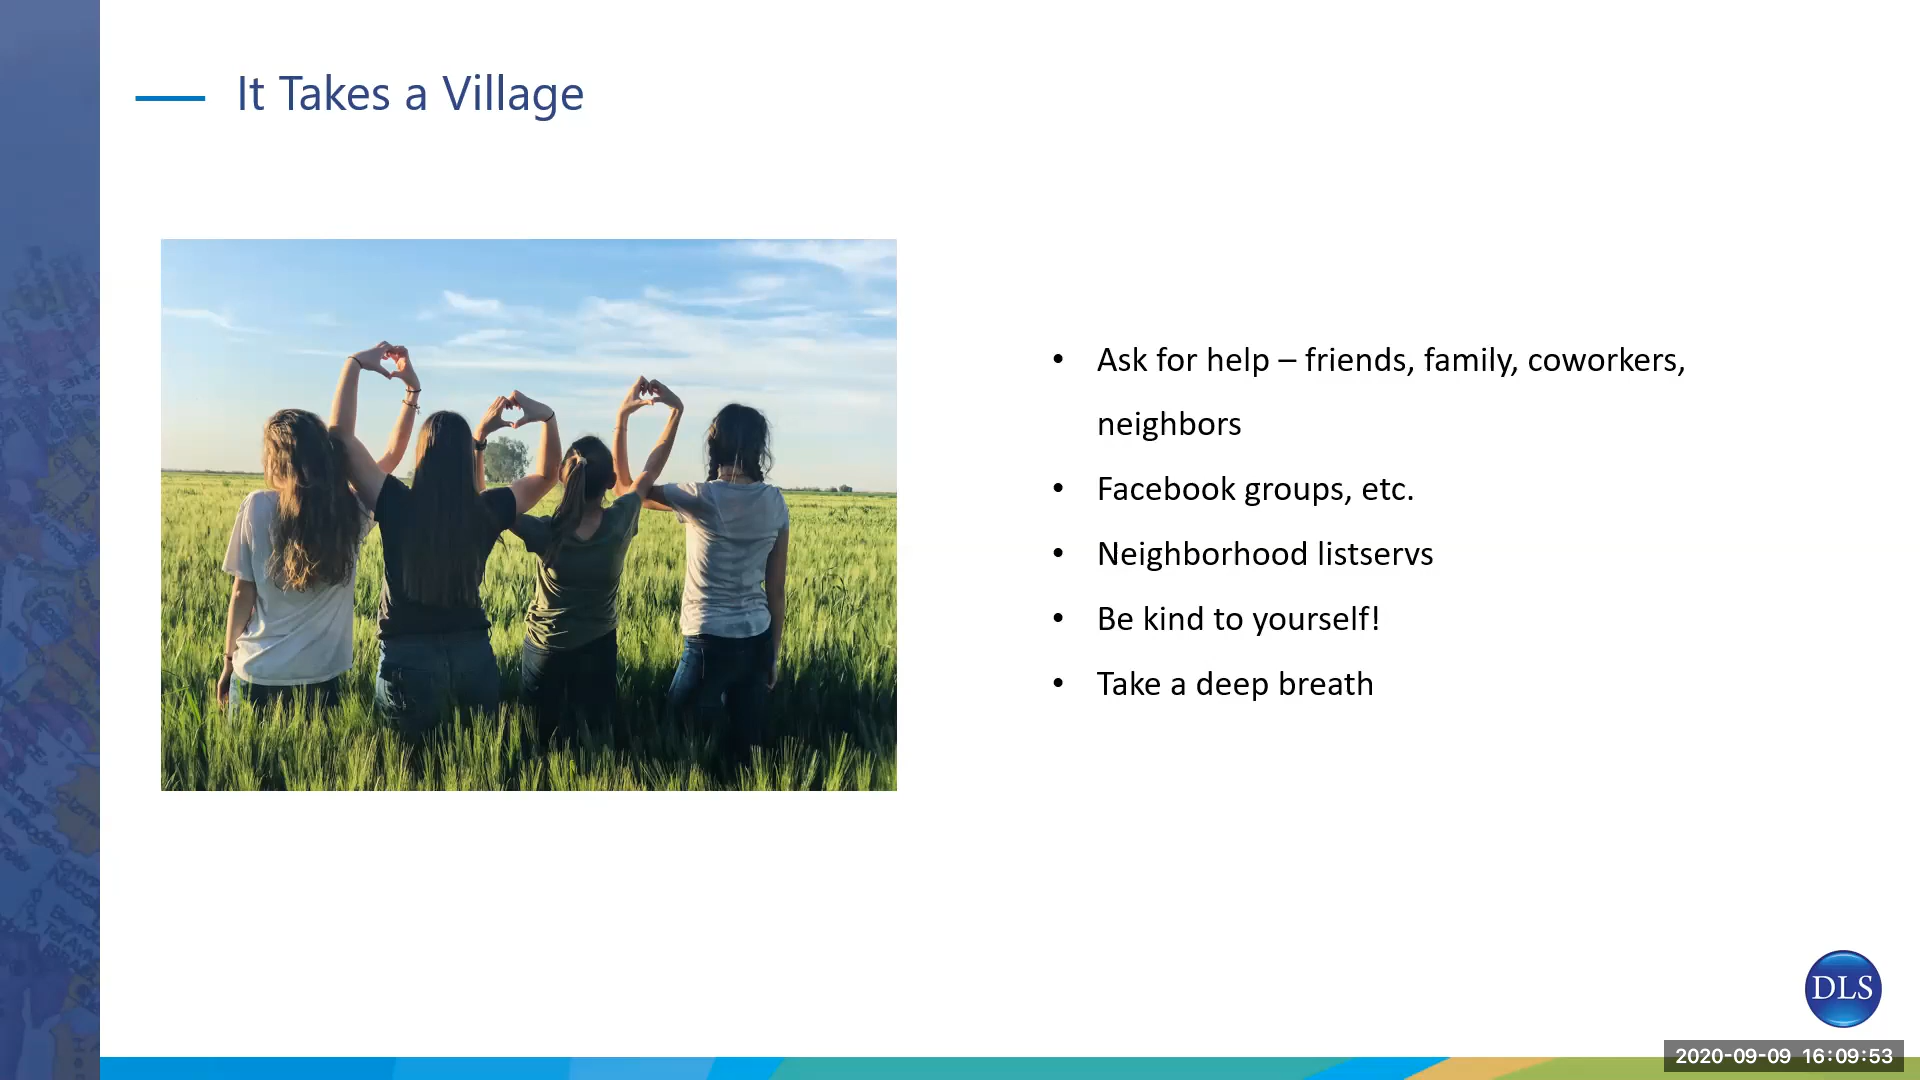 It Takes a Village
• Ask for help – friends, family, coworkers,
neighbors
• Facebook groups, etc.
• Neighborhood listservs
• Be kind to yourself!
• Take a deep breath
DLS
2020-09-09 16:09:53